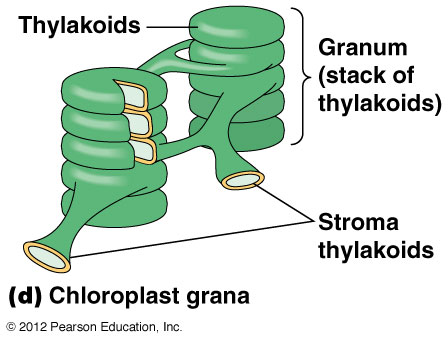 Thylakoids
Granum
(stack of
thylakoids)
Stroma
thylakoids
(d) Chloroplast grana
© 2012 Pearson Education, Inc.